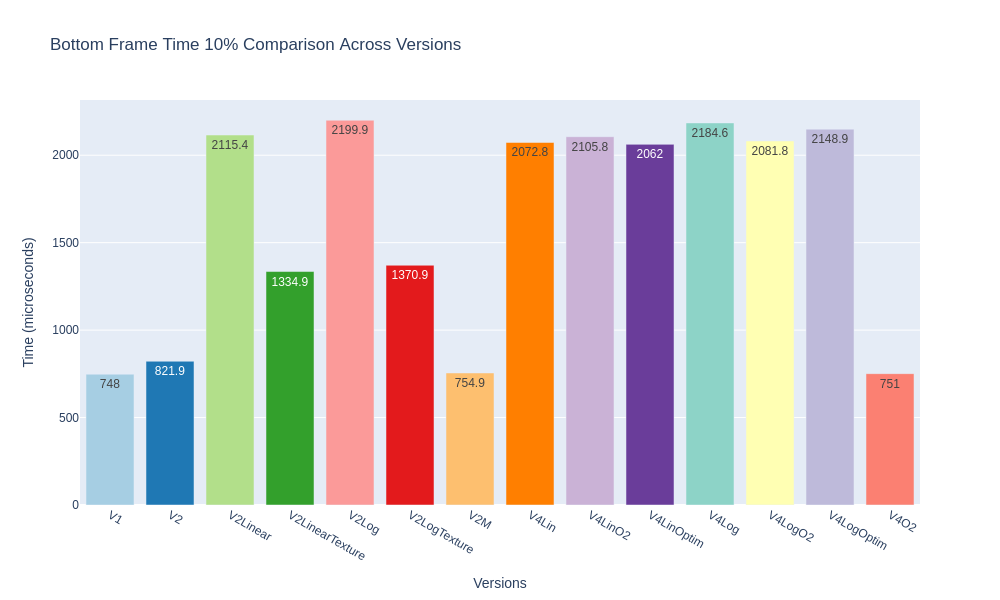 Bottom Frame Time 10% Comparison Across Versions
Time (microseconds)
2000
1500
1000
500
0
748
821.9
2115.4
1334.9
2199.9
1370.9
754.9
2072.8
2105.8
2062
2184.6
2081.8
2148.9
751
V1
V2
V2Linear
V2LinearTexture
V2Log
V2LogTexture
V2M
V4Lin
V4LinO2
V4LinOptim
V4Log
V4LogO2
V4LogOptim
V4O2
Versions